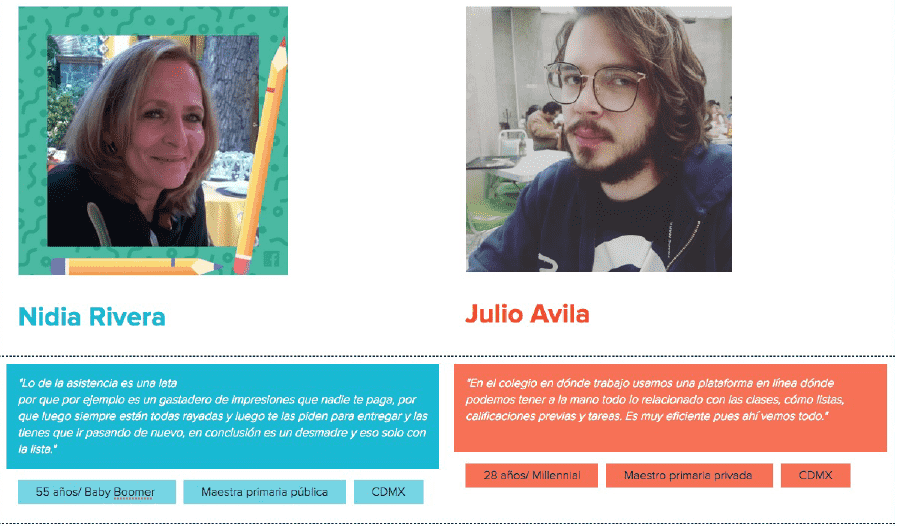 Nidia Rivera
Julio Avila
"Lo de la asistencia es una lata
por que por ejemplo es un gastadero de impresiones que nadie te paga, por
que luego siempre están todas rayadas y luego te las piden para entregar y las
tienes que ir pasando de nuevo, en conclusión es un desmadre y eso solo con
la lista."
"En el colegio en dónde trabajo usamos una plataforma en línea dónde
podemos tener a la mano todo lo relacionado con las clases, cómo listas,
calificaciones previas y tareas. Es muy eficiente pues ahí vemos todo."
55 años/ Baby Boomer
Maestra primaria pública
CDMX
28 años/ Millennial
Maestro primaria privada
CDMX